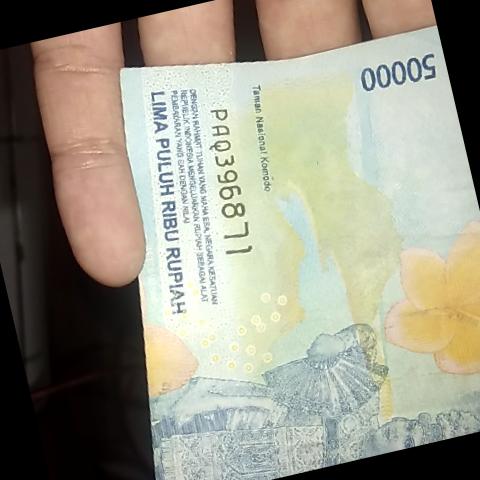 50000
Taman Nasional Komodo
PAQ396871
DENGAN RAHMAT TUHAN YANG MAHA ESA, NEGARA KESATUAN
REPUBLIK INDONESIA MENGELUARKAN RUPIAH SEBAGAI ALAT
PEMBAYARAN YANG SAH DENGAN NILAI
LIMA PULUH RIBU RUPIAH